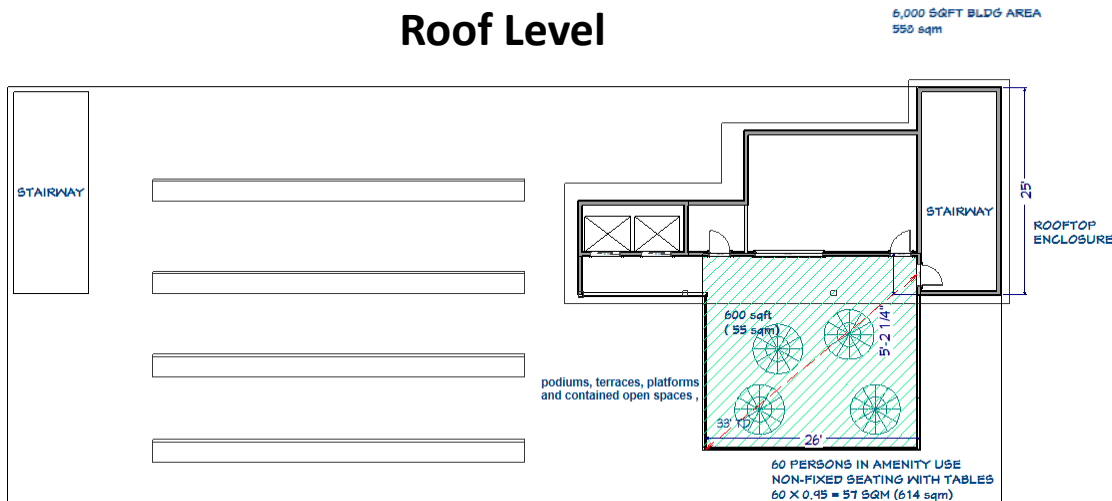 Roof Level
6,000 SQFT BLDG AREA
550 sqm
STAIRWAY
STAIRWAY
25'
ROOFTOP
ENCLOSURE
600 sqft
( 55 sqm)
5'-2 1/4"
podiums, terraces, platforms
and contained open spaces ,
33' TD
26'
60 PERSONS IN AMENITY USE
NON-FIXED SEATING WITH TABLES
60 X 0.95 = 57 SQM (614 sqm)